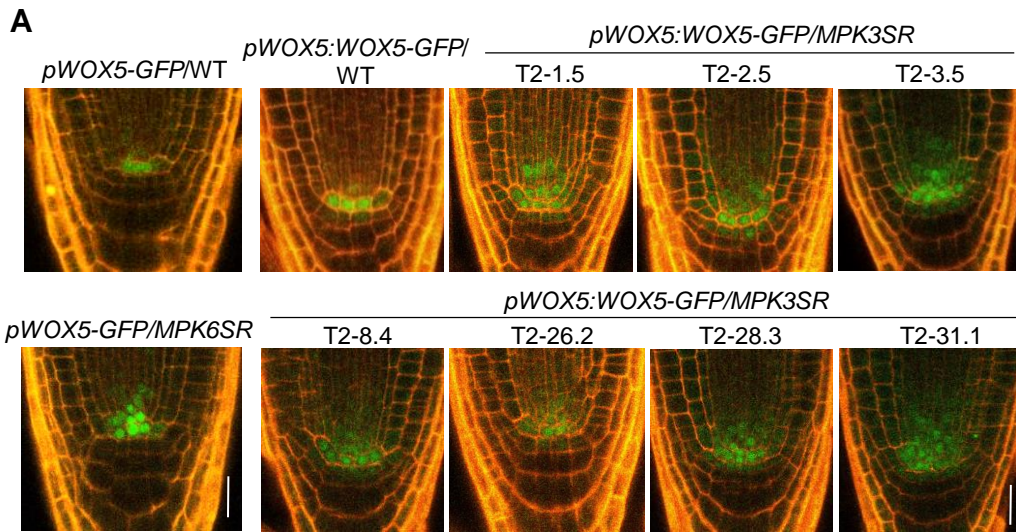 A
pWOX5-GFP/WT
pWOX5:WOX5-GFP/
WT
pWOX5:WOX5-GFP/MPK3SR
T2-1.5
T2-2.5
T2-3.5
pWOX5-GFP/MPK6SR
pWOX5:WOX5-GFP/MPK3SR
T2-8.4
T2-26.2
T2-28.3
T2-31.1